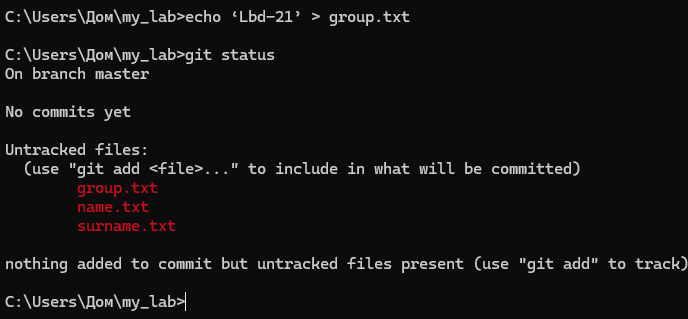 C:\Users\Дом\my_lab>echo ‘Lbd-21’ > group.txt
C:\Users\Дом\my_lab>git status
On branch master
No commits yet
Untracked files:
(use "git add <file>..." to include in what will be committed)
group.txt
name.txt
surname.txt
nothing added to commit but untracked files present (use "git add" to track)
C:\Users\Дом\my_lab>